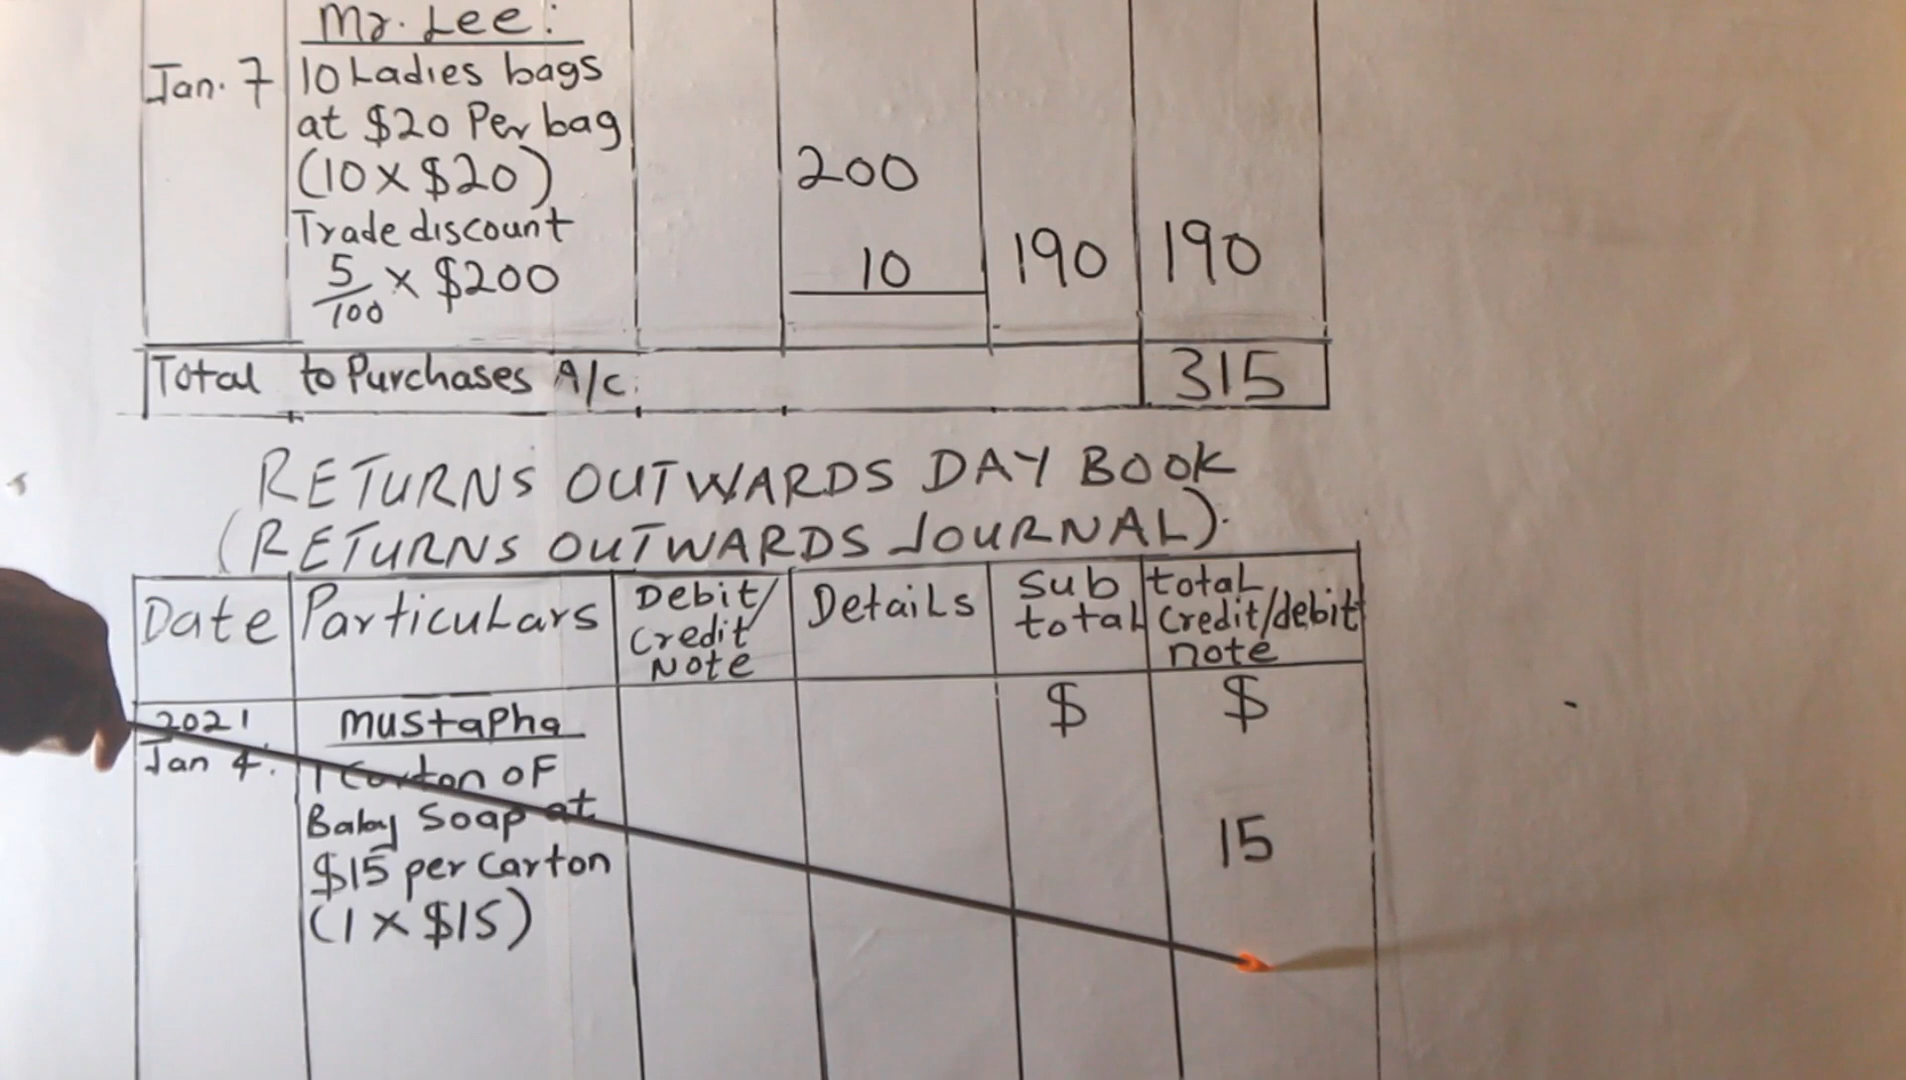 Mr. Lee:
Jan. 7 10 Ladies bags
at $20 Per bag
(10 x $20) 200
Trade discount
5/100 x $200 10 190 190
Total to Purchases A/c. 315
RETURNS OUTWARDS DAY BOOK
(RETURNS OUTWARDS JOURNAL).
Date Particulars Debit/ Credit Note Details Sub total total credit/debit note
2021 Mustapha $ $
Jan 4. 1 Carton of
Baby Soap at
$15 per carton 15
(1 x $15)